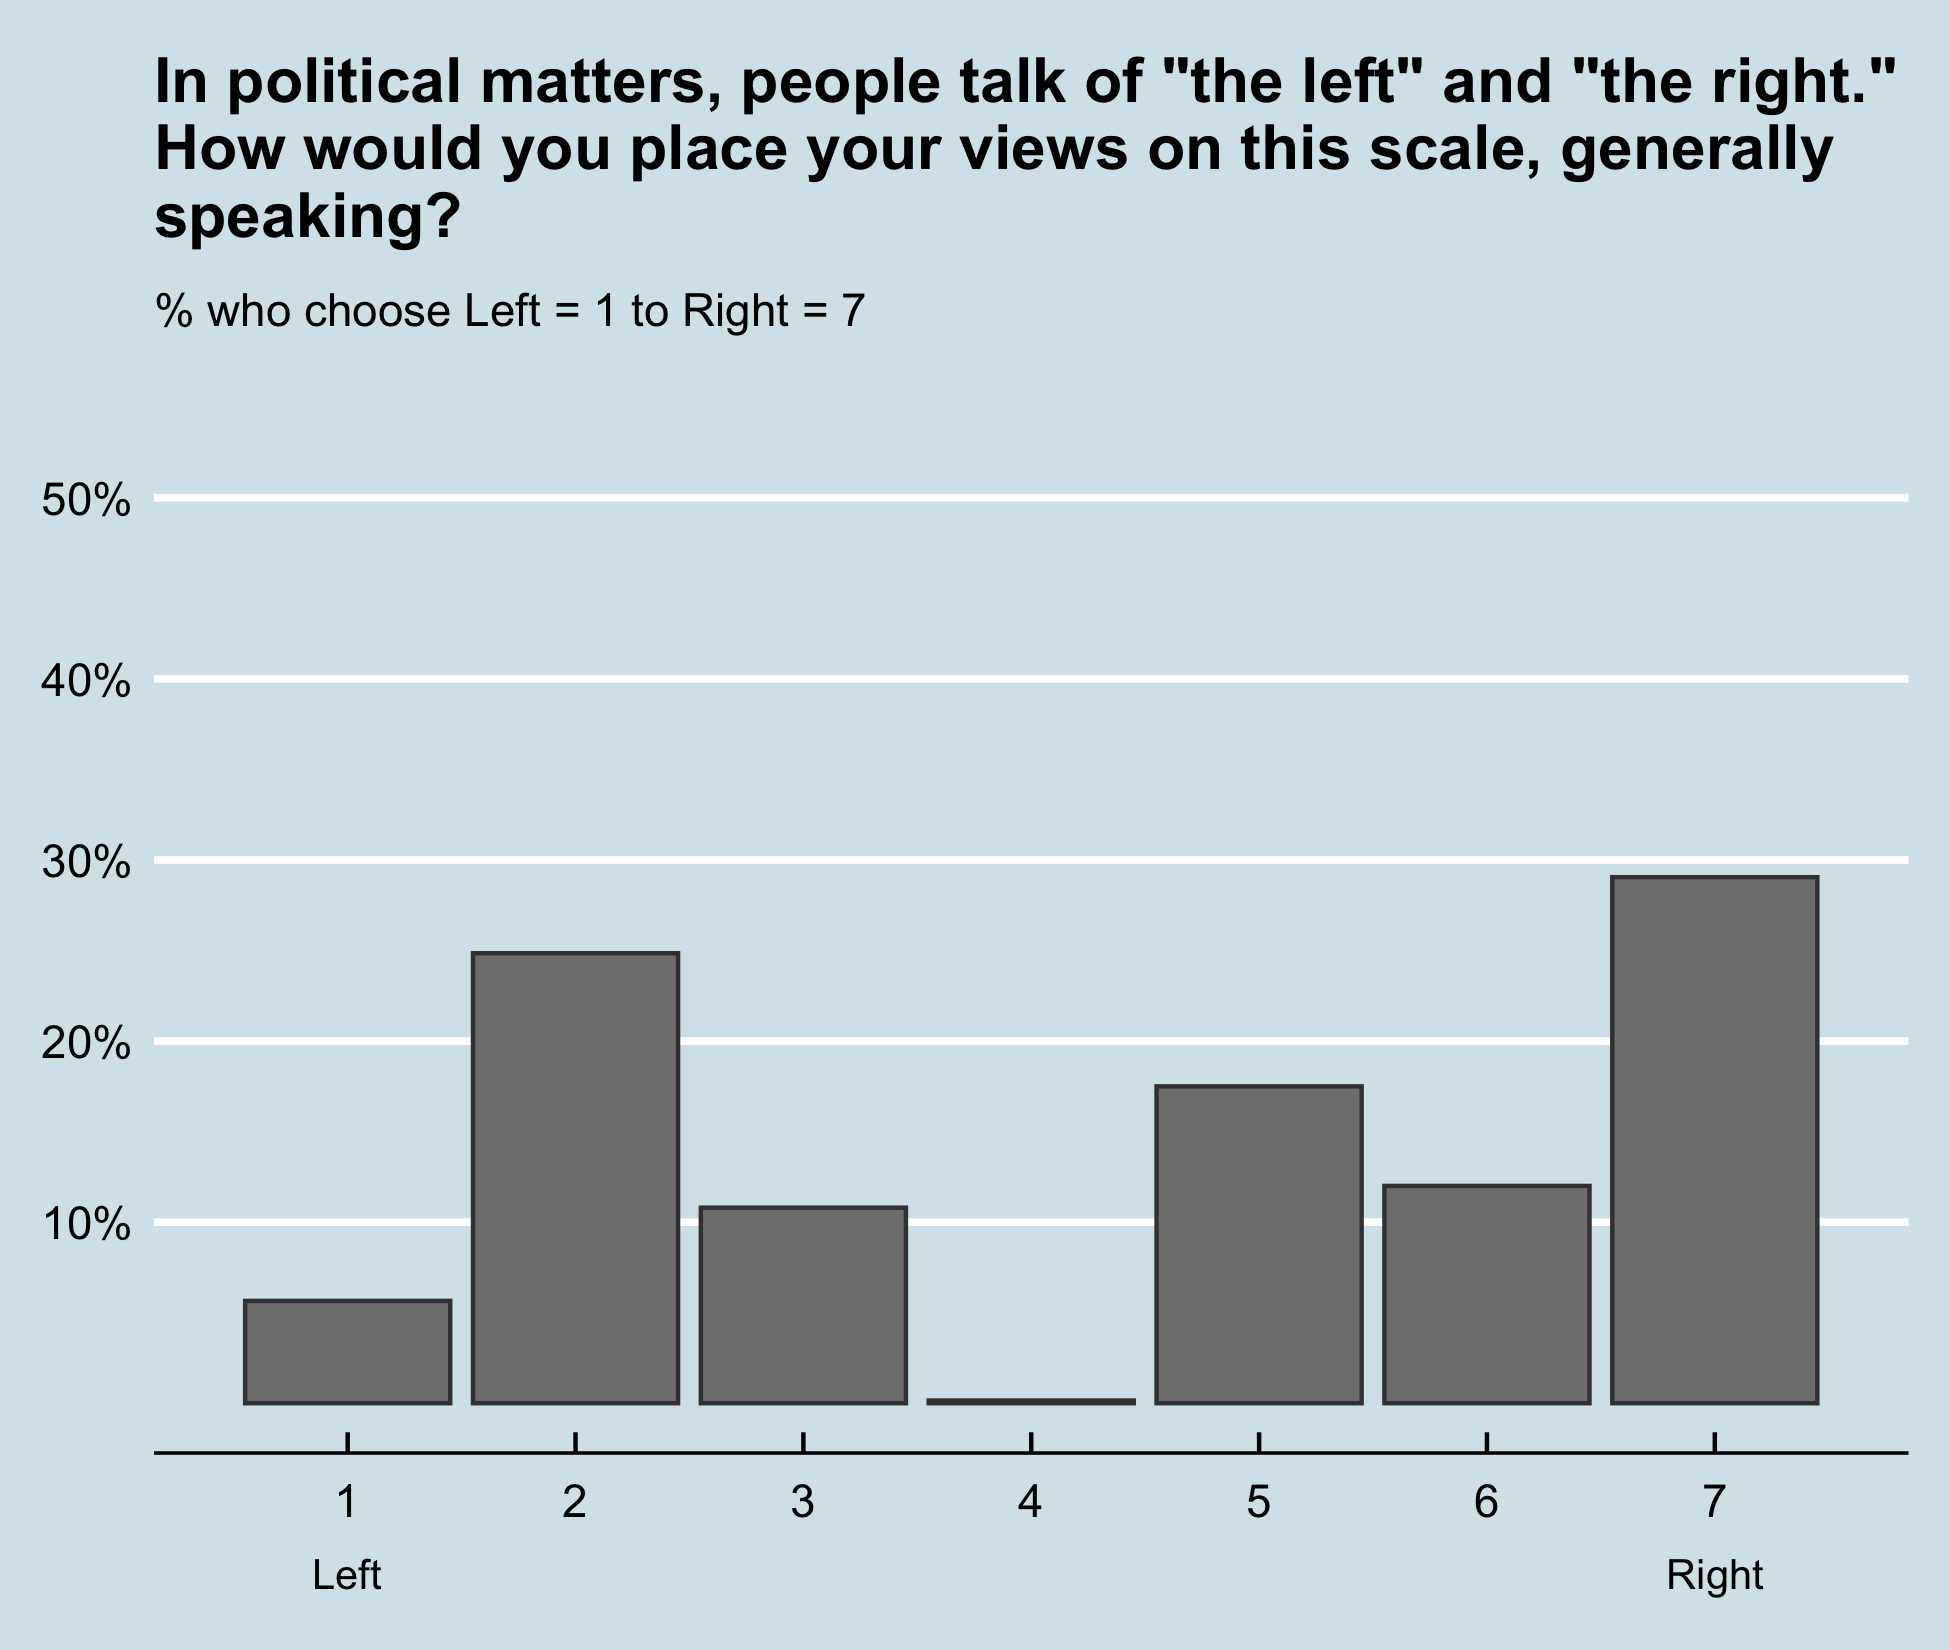 In political matters, people talk of "the left" and "the right."
How would you place your views on this scale, generally
speaking?
% who choose Left = 1 to Right = 7
50%
40%
30%
20%
10%
1 2 3 4 5 6 7
Left Right